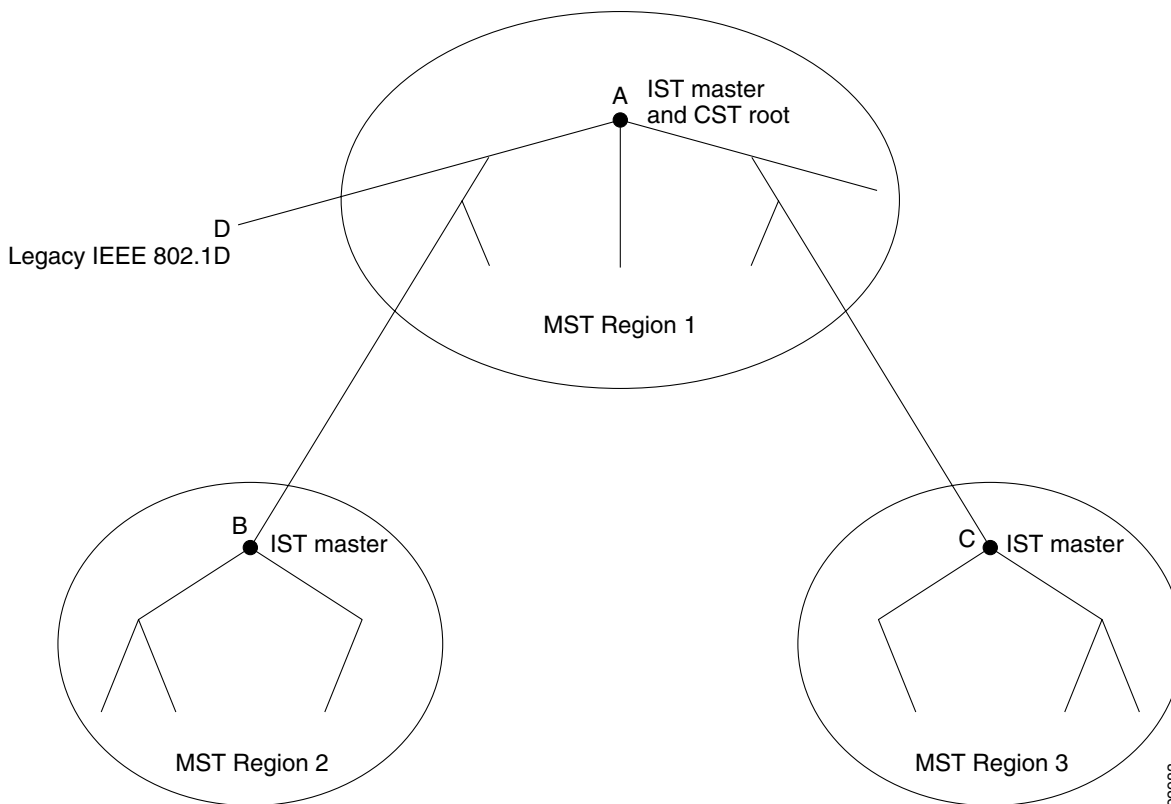 A
IST master
and CST root
D
Legacy IEEE 802.1D
MST Region 1
B
IST master
C
IST master
MST Region 2
MST Region 3